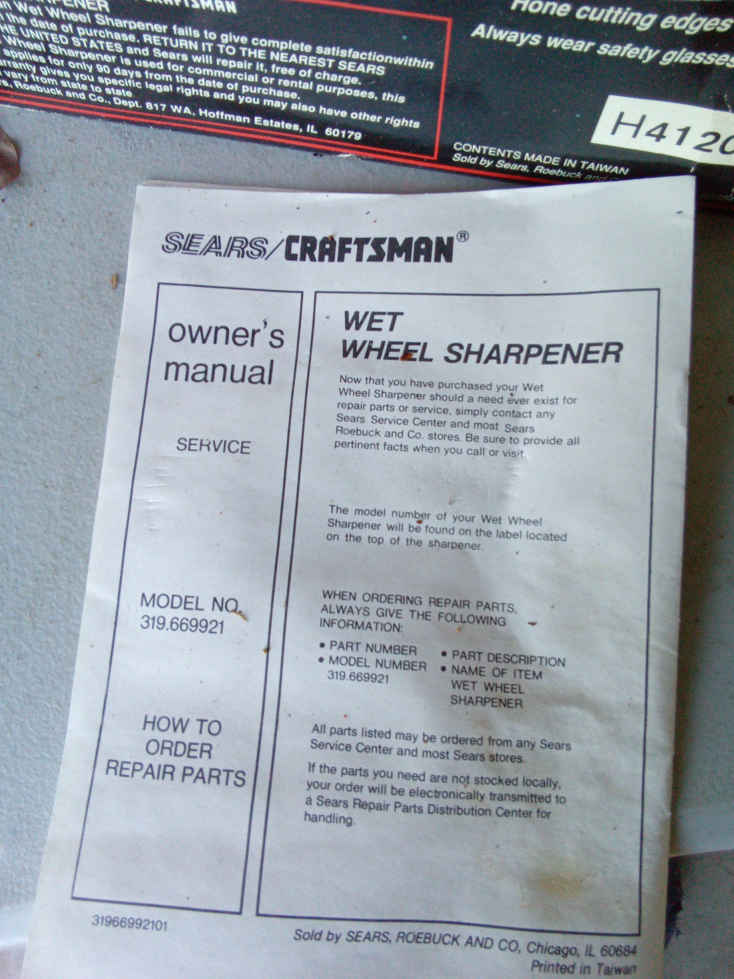 PENER
CRAFTSMAN
Wet Wheel Sharpener fails to give complete satisfactionwithin
the date of purchase. RETURN IT TO THE NEAREST SEARS
THE UNITED STATES and Sears will repair it, free of charge.
Wheel Sharpener is used for commercial or rental purposes, this
applies for only 90 days from the date of purchase.
gives you specific legal rights and you may also have other rights
vary from state to state
Roebuck and Co., Dept. 817 WA, Hoffman Estates, IL 60179
Hone cutting edges
Always wear safety glasses
H4120
CONTENTS MADE IN TAIWAN
Sold by Sears, Roebuck and
SEARS/CRAFTSMAN®
owner's
manual
SERVICE
MODEL NO.
319.669921
HOW TO
ORDER
REPAIR PARTS
WET
WHEEL SHARPENER
Now that you have purchased your Wet
Wheel Sharpener should a need ever exist for
repair parts or service, simply contact any
Sears Service Center and most Sears
Roebuck and Co. stores. Be sure to provide all
pertinent facts when you call or visit.
The model number of your Wet Wheel
Sharpener will be found on the label located
on the top of the sharpener.
WHEN ORDERING REPAIR PARTS,
ALWAYS GIVE THE FOLLOWING
INFORMATION:
• PART NUMBER
• MODEL NUMBER
319.669921
• PART DESCRIPTION
• NAME OF ITEM
WET WHEEL
SHARPENER
All parts listed may be ordered from any Sears
Service Center and most Sears stores.
If the parts you need are not stocked locally,
your order will be electronically transmitted to
a Sears Repair Parts Distribution Center for
handling.
31966992101
Sold by SEARS, ROEBUCK AND CO, Chicago, IL 60684
Printed in Taiwan